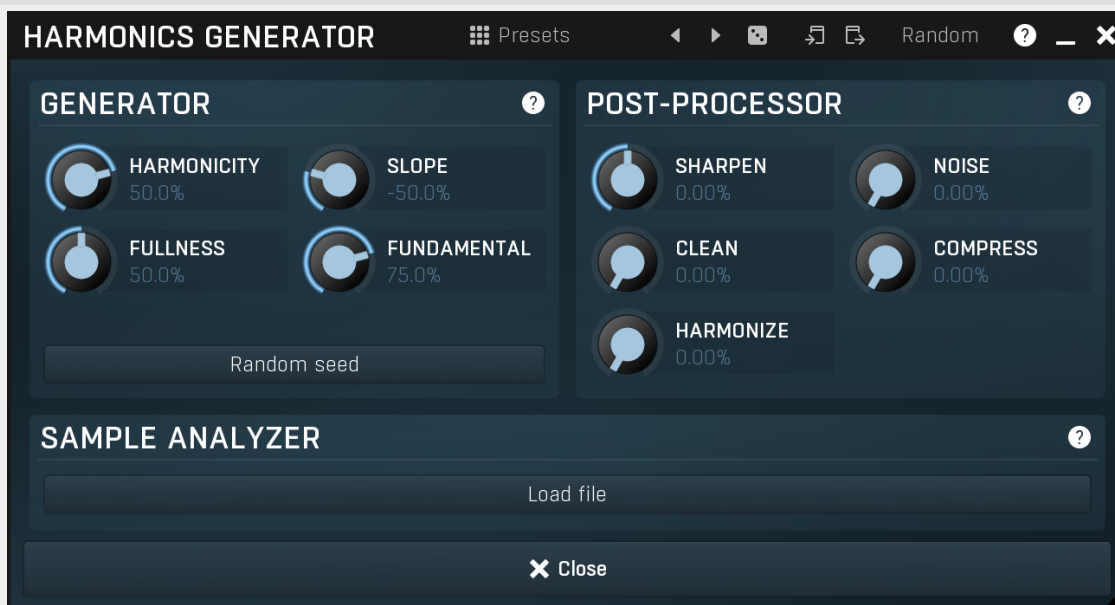 HARMONICS GENERATOR Presets Random ?
GENERATOR ?
HARMONICITY
50.0%
SLOPE
-50.0%
FULLNESS
50.0%
FUNDAMENTAL
75.0%
Random seed
POST-PROCESSOR ?
SHARPEN
0.00%
NOISE
0.00%
CLEAN
0.00%
COMPRESS
0.00%
HARMONIZE
0.00%
SAMPLE ANALYZER ?
Load file
Close